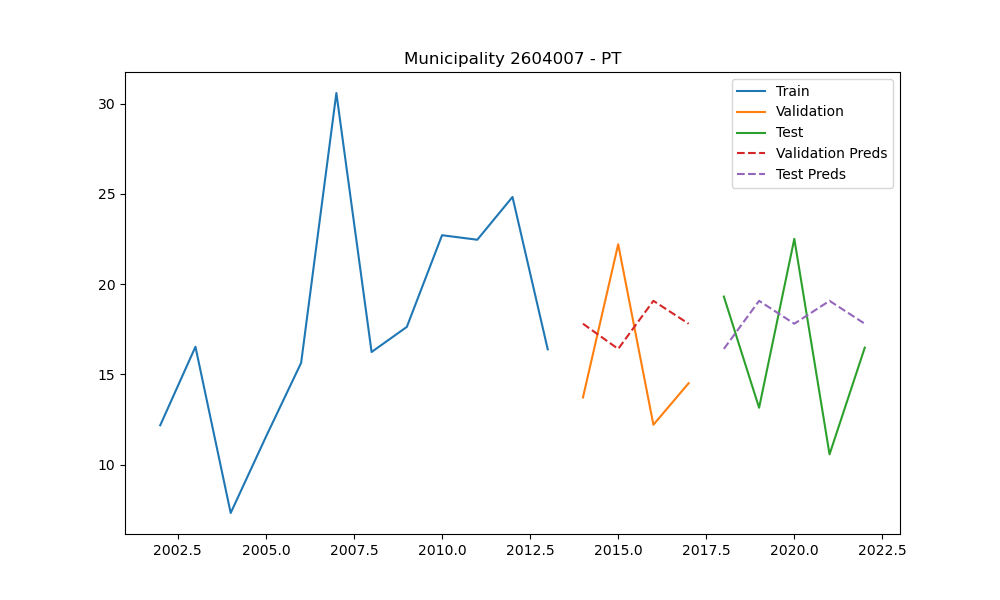 Municipality 2604007 - PT
Train
Validation
Test
Validation Preds
Test Preds
30
25
20
15
10
2002.5 2005.0 2007.5 2010.0 2012.5 2015.0 2017.5 2020.0 2022.5